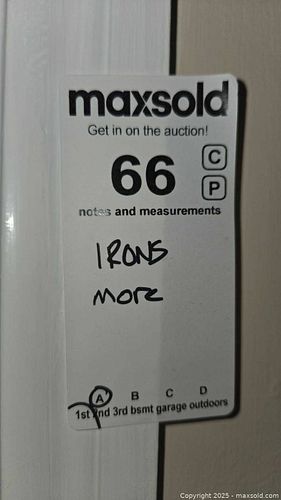 maxsold
Get in on the auction!
66
C
P
notes and measurements
IRONS
more
A B C D
1st 2nd 3rd bsmt garage outdoors
Copyright 2025 - maxsold.com